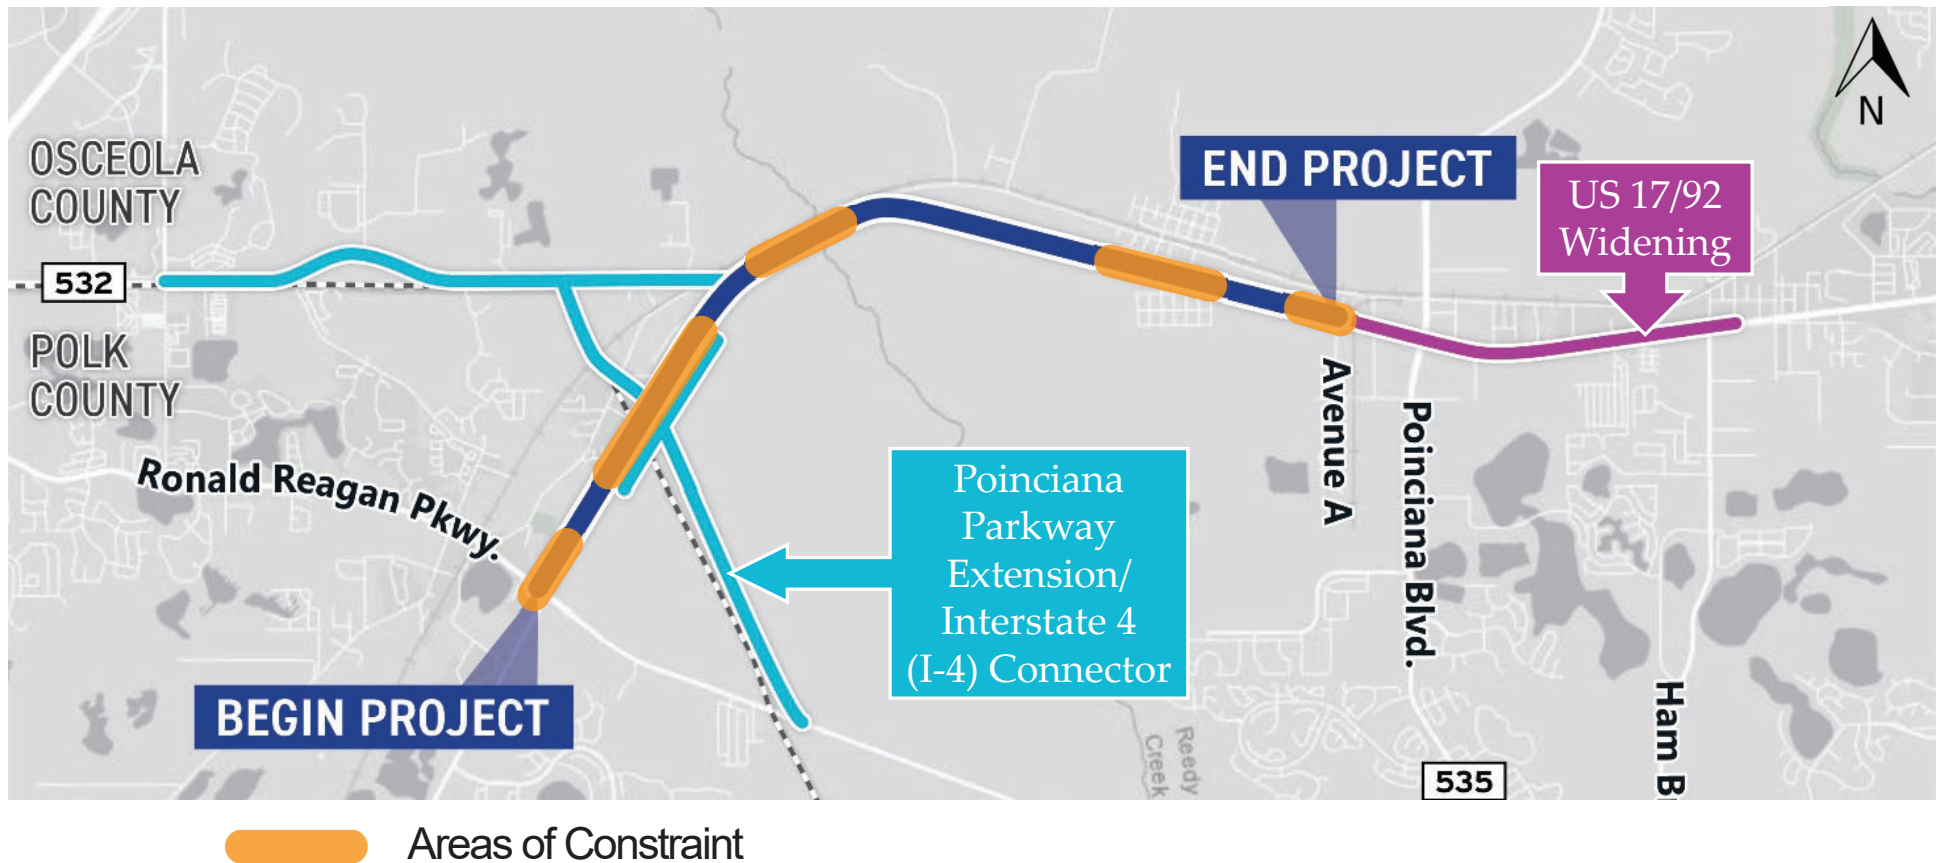 N
OSCEOLA
COUNTY
END PROJECT
US 17/92
Widening
532
POLK
COUNTY
Avenue A
Poinciana Blvd.
Ronald Reagan Pkwy.
Poinciana
Parkway
Extension/
Interstate 4
(I-4) Connector
BEGIN PROJECT
Ham B
Reedy
Creek
535
Areas of Constraint